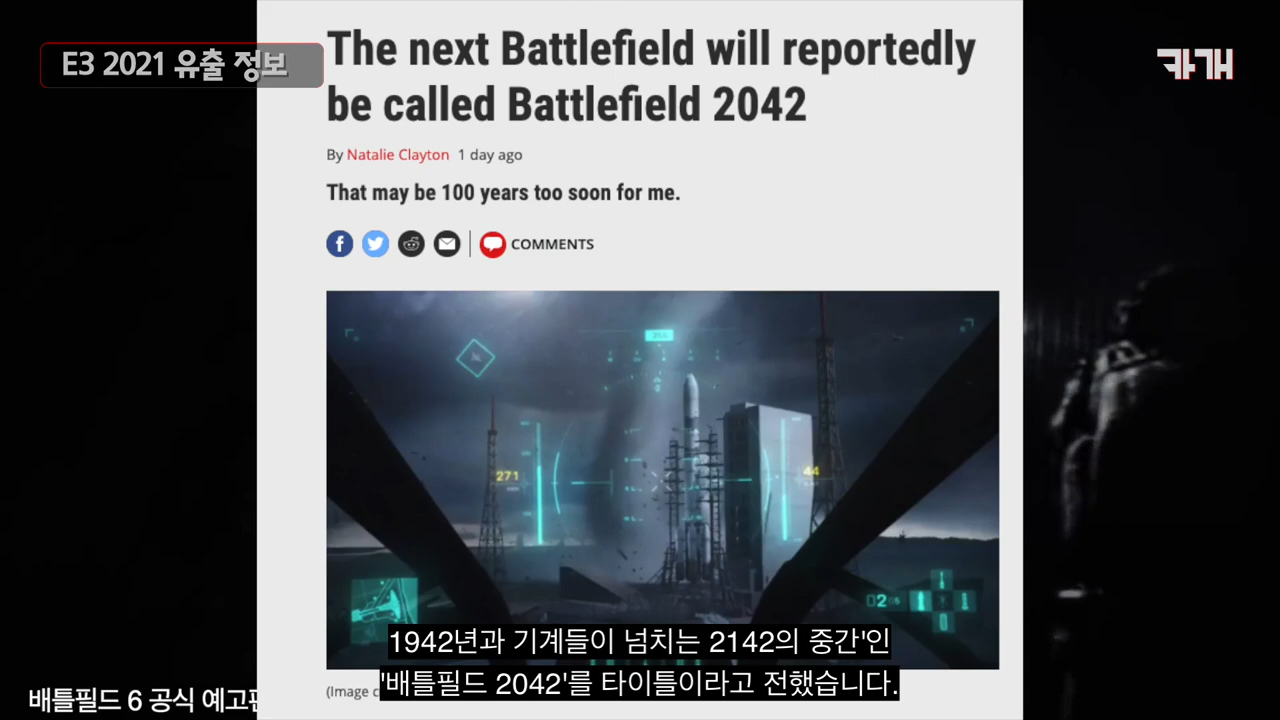 E3 2021 유출 정보
카개
The next Battlefield will reportedly
be called Battlefield 2042
By Natalie Clayton 1 day ago
That may be 100 years too soon for me.
COMMENTS
271
44
1942년과 기계들이 넘치는 2142의 중간'인
'배틀필드 2042'를 타이틀이라고 전했습니다.
(Image
배틀필드 6 공식 예고